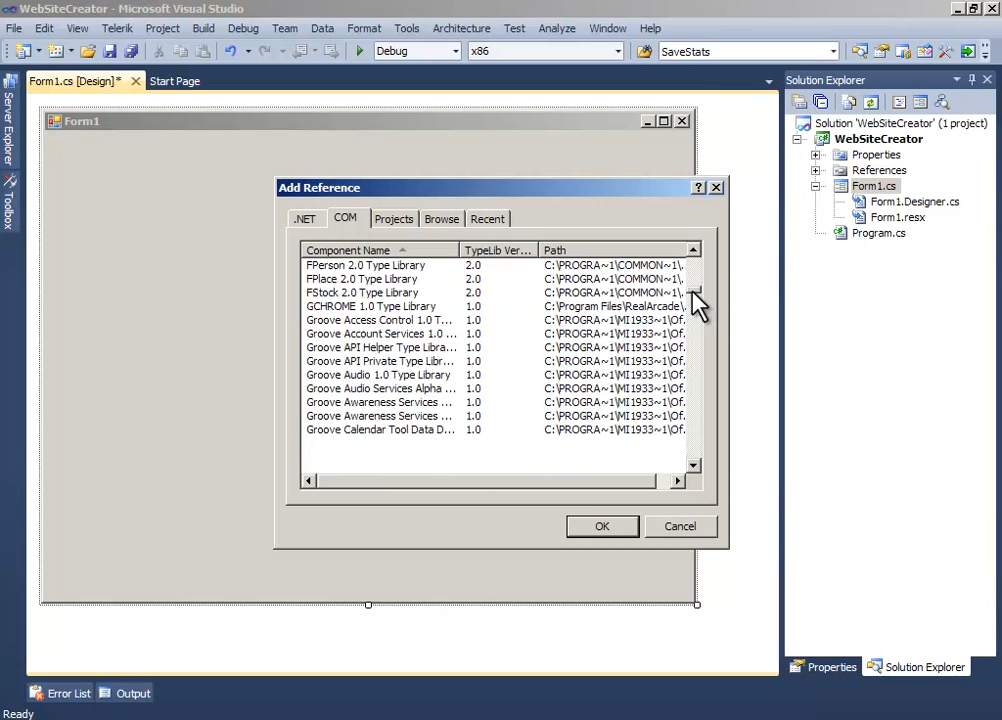 WebSiteCreator - Microsoft Visual Studio
File Edit View Telerik Project Build Debug Team Data Format Tools Architecture Test Analyze Window Help
Debug x86 SaveStats
Form1.cs [Design]* Start Page
Server Explorer
Toolbox
Form1
Add Reference
.NET COM Projects Browse Recent
Component Name TypeLib Ver... Path
FPerson 2.0 Type Library 2.0 C:\PROGRA~1\COMMON~1\.
FPlace 2.0 Type Library 2.0 C:\PROGRA~1\COMMON~1\.
FStock 2.0 Type Library 2.0 C:\PROGRA~1\COMMON~1\.
GCHROME 1.0 Type Library 1.0 C:\Program Files\RealArcade\.
Groove Access Control 1.0 T... 1.0 C:\PROGRA~1\MI1933~1\Of.
Groove Account Services 1.0 ... 1.0 C:\PROGRA~1\MI1933~1\Of.
Groove API Helper Type Libra... 1.0 C:\PROGRA~1\MI1933~1\Of.
Groove API Private Type Libr... 1.0 C:\PROGRA~1\MI1933~1\Of.
Groove Audio 1.0 Type Library 1.0 C:\PROGRA~1\MI1933~1\Of.
Groove Audio Services Alpha ... 1.0 C:\PROGRA~1\MI1933~1\Of.
Groove Awareness Services ... 1.0 C:\PROGRA~1\MI1933~1\Of.
Groove Awareness Services ... 1.0 C:\PROGRA~1\MI1933~1\Of.
Groove Calendar Tool Data D... 1.0 C:\PROGRA~1\MI1933~1\Of.
OK Cancel
Solution Explorer
Solution 'WebSiteCreator' (1 project)
WebSiteCreator
Properties
References
Form1.cs
Form1.Designer.cs
Form1.resx
Program.cs
Properties Solution Explorer
Error List Output
Ready